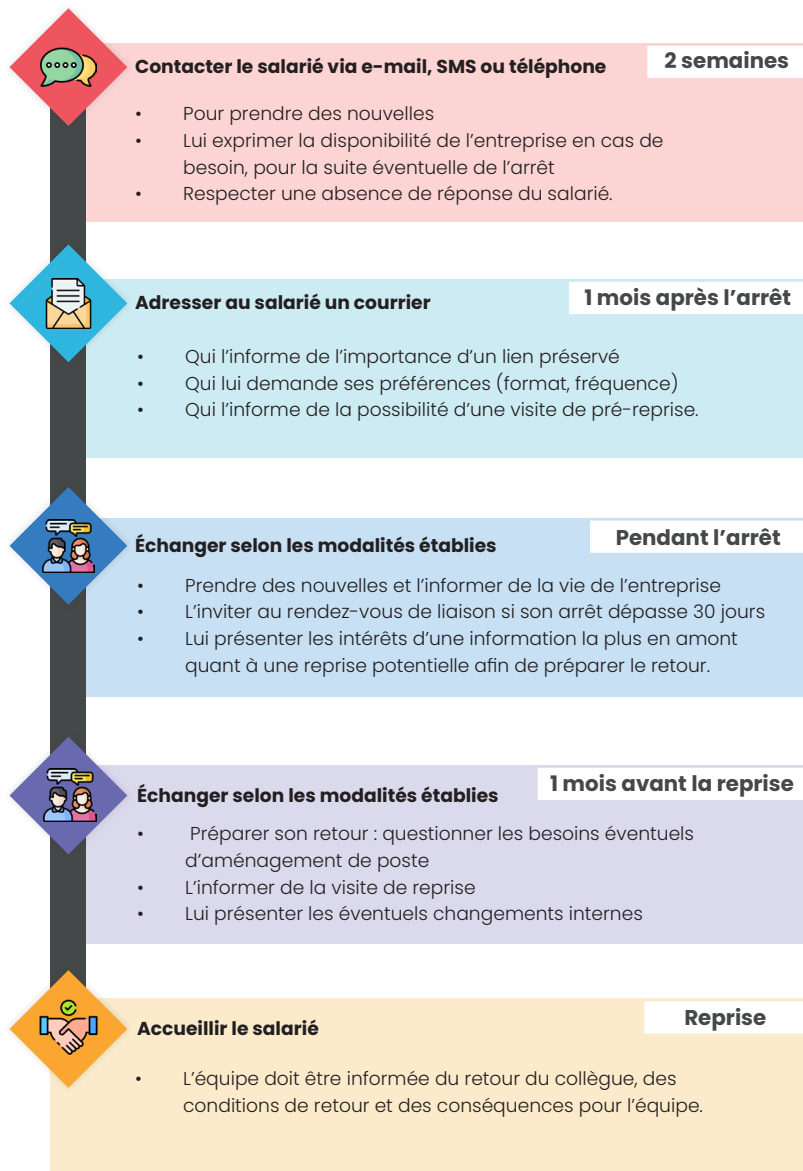 Contacter le salarié via e-mail, SMS ou téléphone
2 semaines
• Pour prendre des nouvelles
• Lui exprimer la disponibilité de l'entreprise en cas de
besoin, pour la suite éventuelle de l'arrêt
• Respecter une absence de réponse du salarié.
Adresser au salarié un courrier
1 mois après l'arrêt
• Qui l'informe de l'importance d'un lien préservé
• Qui lui demande ses préférences (format, fréquence)
• Qui l'informe de la possibilité d'une visite de pré-reprise.
Échanger selon les modalités établies
Pendant l'arrêt
• Prendre des nouvelles et l'informer de la vie de l'entreprise
• L'inviter au rendez-vous de liaison si son arrêt dépasse 30 jours
• Lui présenter les intérêts d'une information la plus en amont
quant à une reprise potentielle afin de préparer le retour.
Échanger selon les modalités établies
1 mois avant la reprise
• Préparer son retour : questionner les besoins éventuels
d'aménagement de poste
• L'informer de la visite de reprise
• Lui présenter les éventuels changements internes
Accueillir le salarié
Reprise
• L'équipe doit être informée du retour du collègue, des
conditions de retour et des conséquences pour l'équipe.